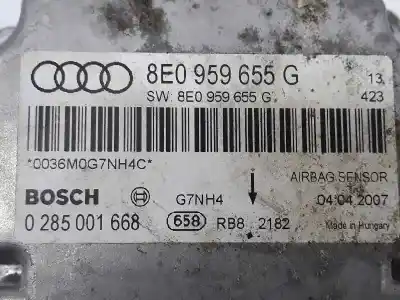 8E0 959 655 G
13
SW: 8E0 959 655 G
423
*0036M0G7NH4C*
AIRBAG SENSOR
BOSCH G7NH4 04.04.2007
0 285 001 668 658 RB8 2182 Made in Hungary